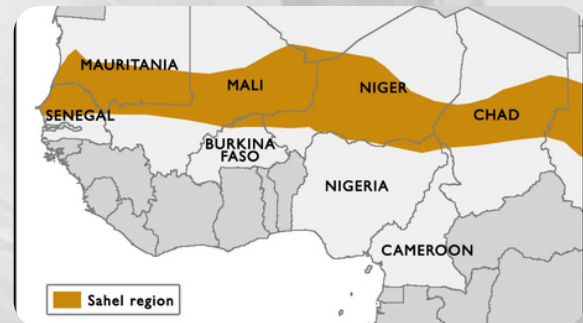 MAURITANIA
MALI
NIGER
CHAD
SENEGAL
BURKINA
FASO
NIGERIA
CAMEROON
Sahel region